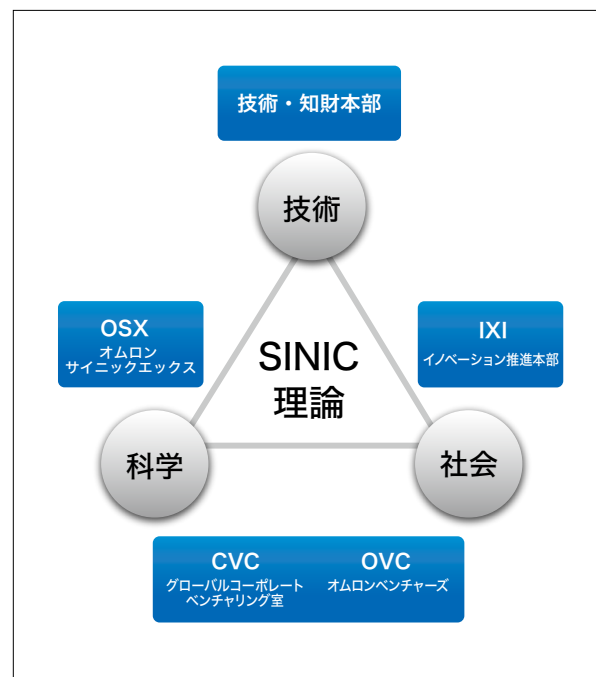 技術・知財本部
技術
OSX
オムロン
サイニックエックス
IXI
イノベーション推進本部
SINIC
理論
科学
社会
CVC
グローバルコーポレート
ベンチャリング室
OVC
オムロンベンチャーズ